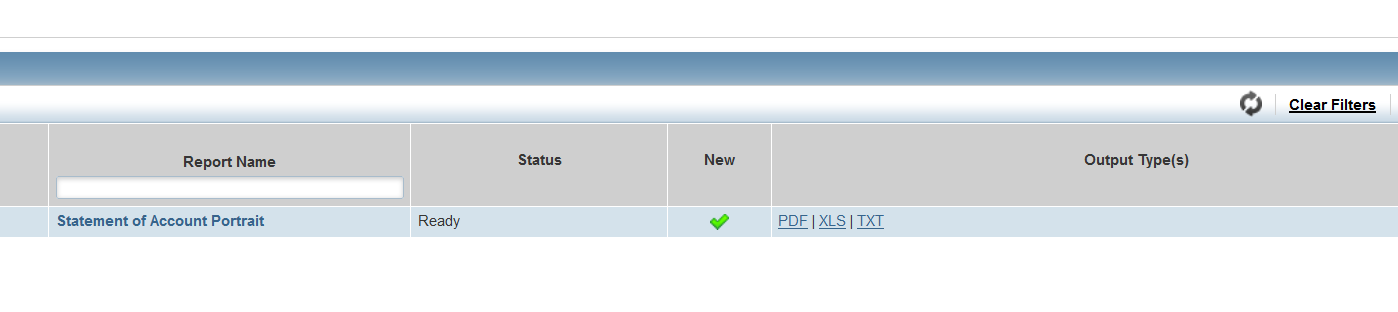 Clear Filters
Report Name Status New Output Type(s)
Statement of Account Portrait Ready PDF | XLS | TXT